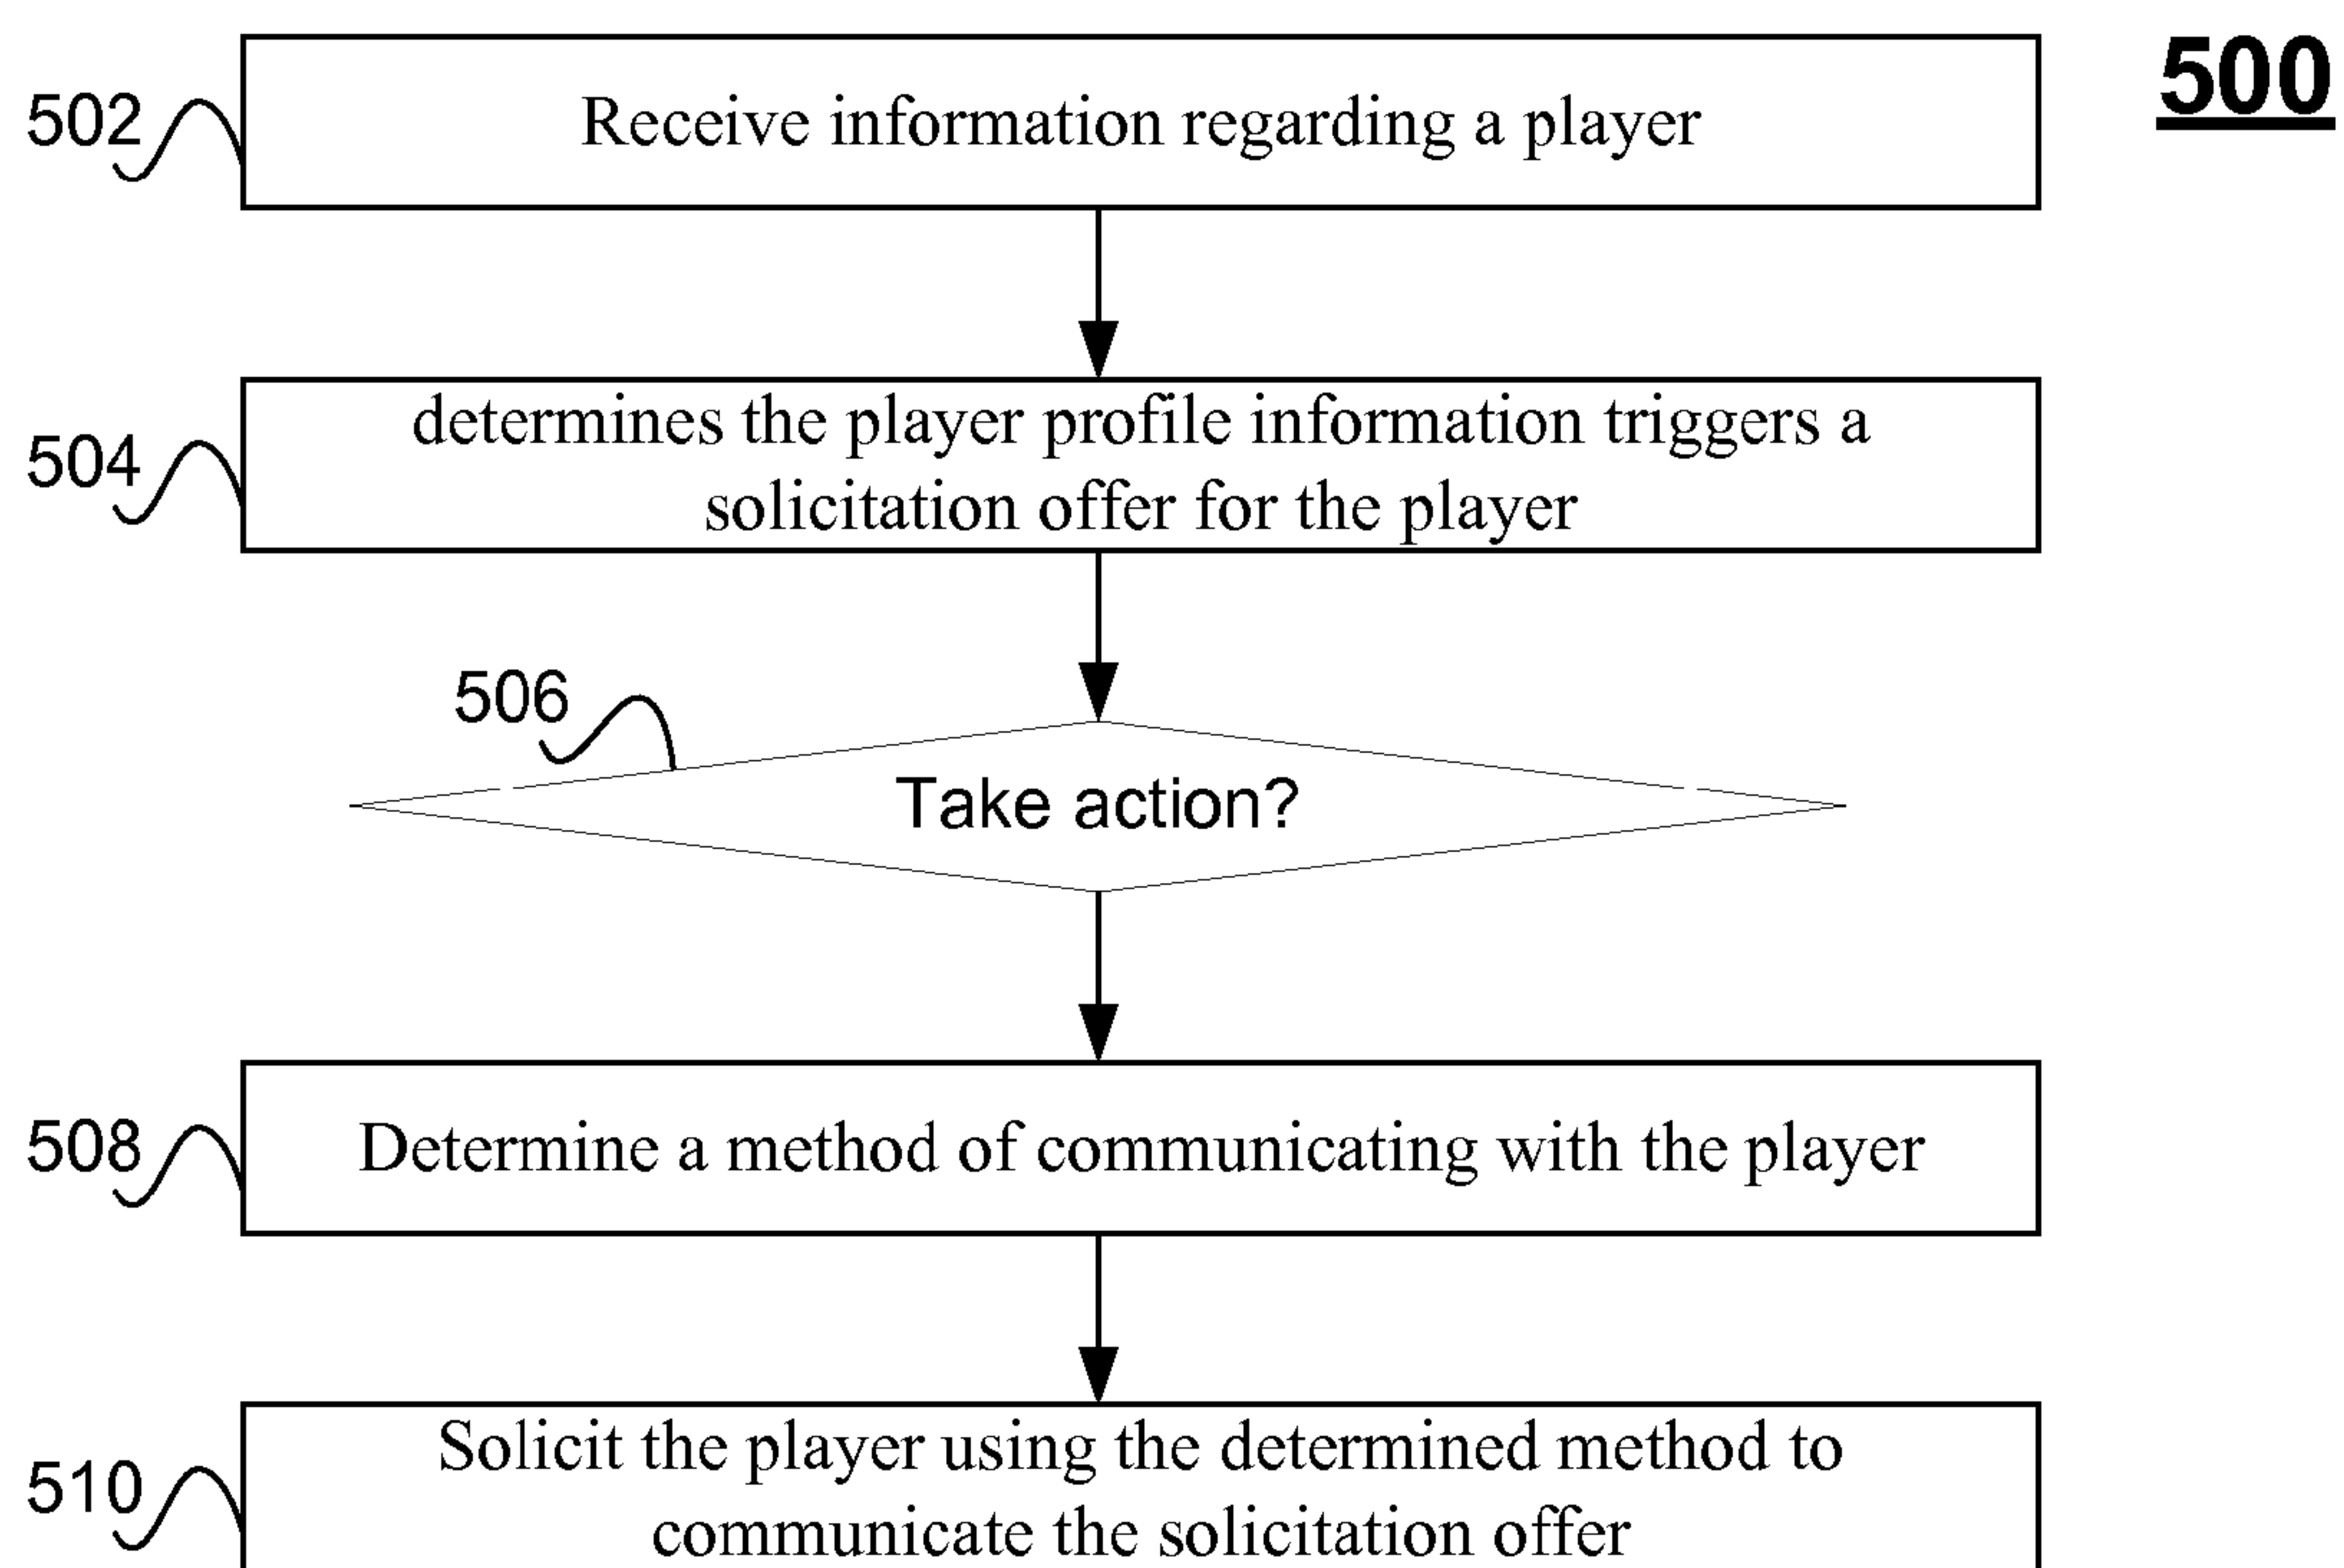 500
502
Receive information regarding a player
504
determines the player profile information triggers a
solicitation offer for the player
506
Take action?
508
Determine a method of communicating with the player
510
Solicit the player using the determined method to
communicate the solicitation offer